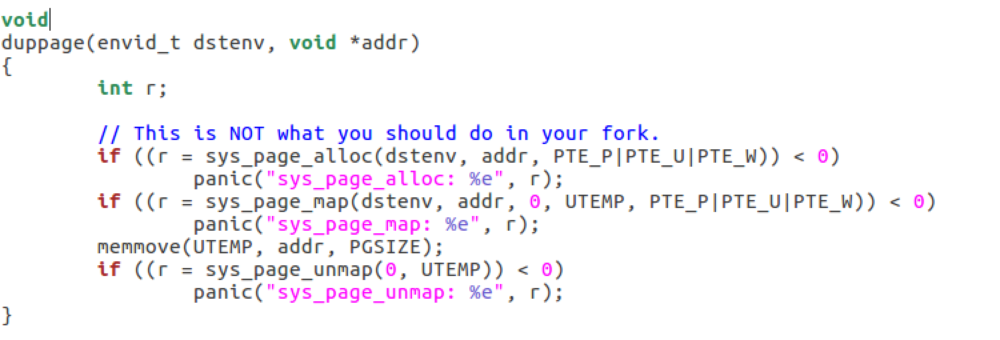 void
duppage(envid_t dstenv, void *addr)
{
        int r;

        // This is NOT what you should do in your fork.
        if ((r = sys_page_alloc(dstenv, addr, PTE_P|PTE_U|PTE_W)) < 0)
                panic("sys_page_alloc: %e", r);
        if ((r = sys_page_map(dstenv, addr, 0, UTEMP, PTE_P|PTE_U|PTE_W)) < 0)
                panic("sys_page_map: %e", r);
        memmove(UTEMP, addr, PGSIZE);
        if ((r = sys_page_unmap(0, UTEMP)) < 0)
                panic("sys_page_unmap: %e", r);
}